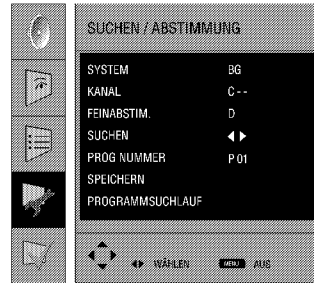 SUCHEN / ABSTIMMUNG
SYSTEM BG
KANAL C--
FEINABSTIM. D
SUCHEN
PROG NUMMER P 01
SPEICHERN
PROGRAMMSUCHLAUF
WÄHLEN MENU AUS